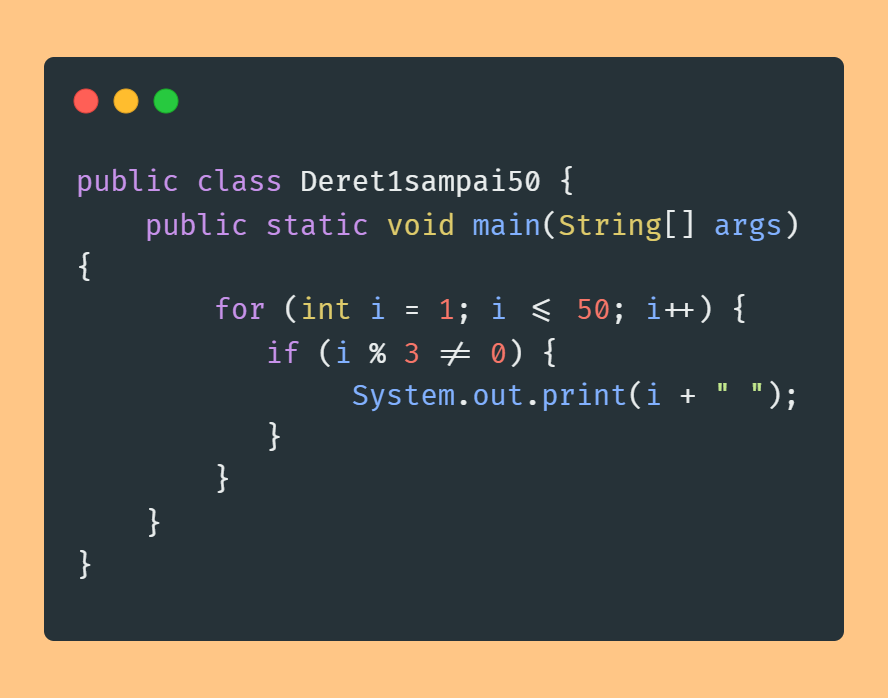 public class Deret1sampai50 {
    public static void main(String[] args)
{
        for (int i = 1; i <= 50; i++) {
           if (i % 3 != 0) {
                System.out.print(i + " ");
           }
        }
    }
}